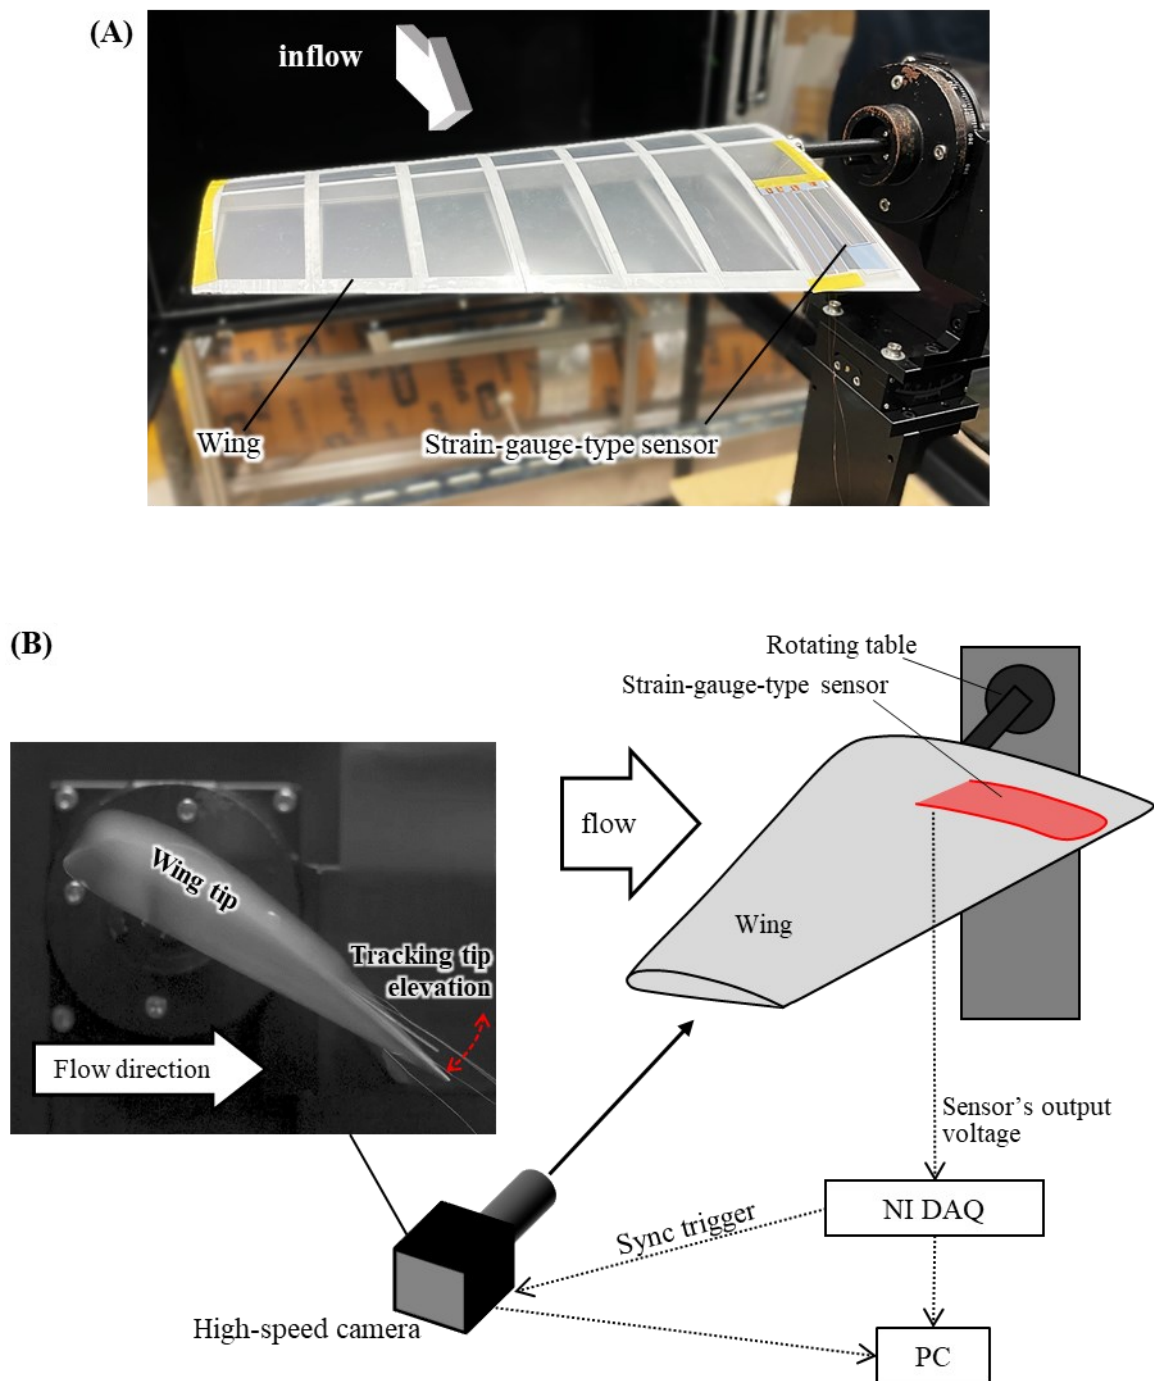 (A)
inflow
Wing
Strain-gauge-type sensor
(B)
Rotating table
Strain-gauge-type sensor
Wing tip
Tracking tip
elevation
Flow direction
flow
Wing
Sensor's output
voltage
NI DAQ
Sync trigger
High-speed camera
PC